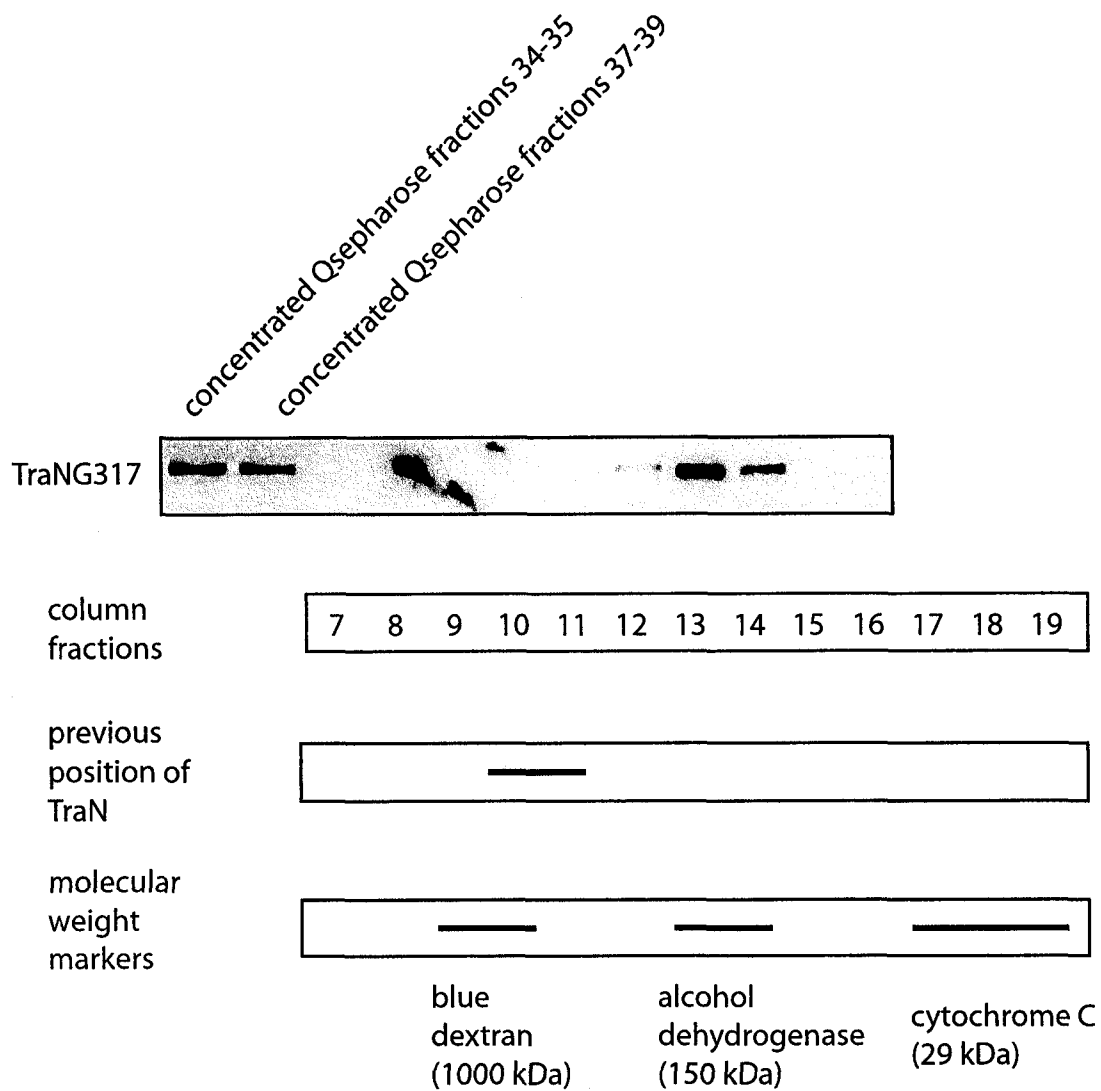 concentrated Qsepharose fractions 34-35
concentrated Qsepharose fractions 37-39
TraNG317
column
fractions
7 8 9 10 11 12 13 14 15 16 17 18 19
previous
position of
TraN
molecular
weight
markers
blue
dextran
(1000 kDa)
alcohol
dehydrogenase
(150 kDa)
cytochrome C
(29 kDa)